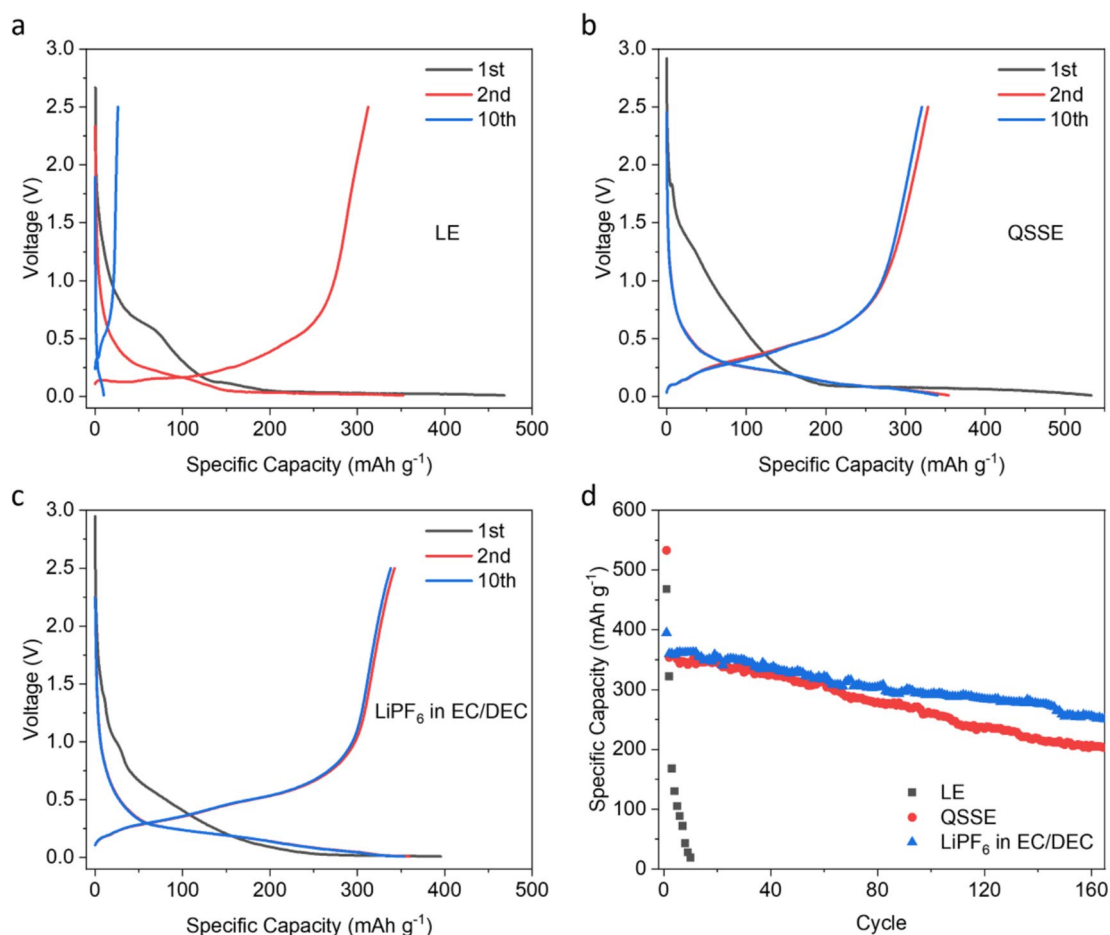 a
3.0
2.5
2.0
1.5
1.0
0.5
0.0
Voltage (V)
1st
2nd
10th
LE
0 100 200 300 400 500
Specific Capacity (mAh g⁻¹)
b
3.0
2.5
2.0
1.5
1.0
0.5
0.0
Voltage (V)
1st
2nd
10th
QSSE
0 100 200 300 400 500
Specific Capacity (mAh g⁻¹)
c
3.0
2.5
2.0
1.5
1.0
0.5
0.0
Voltage (V)
1st
2nd
10th
LiPF₆ in EC/DEC
0 100 200 300 400 500
Specific Capacity (mAh g⁻¹)
d
600
500
400
300
200
100
0
Specific Capacity (mAh g⁻¹)
LE
QSSE
LiPF₆ in EC/DEC
0 40 80 120 160
Cycle